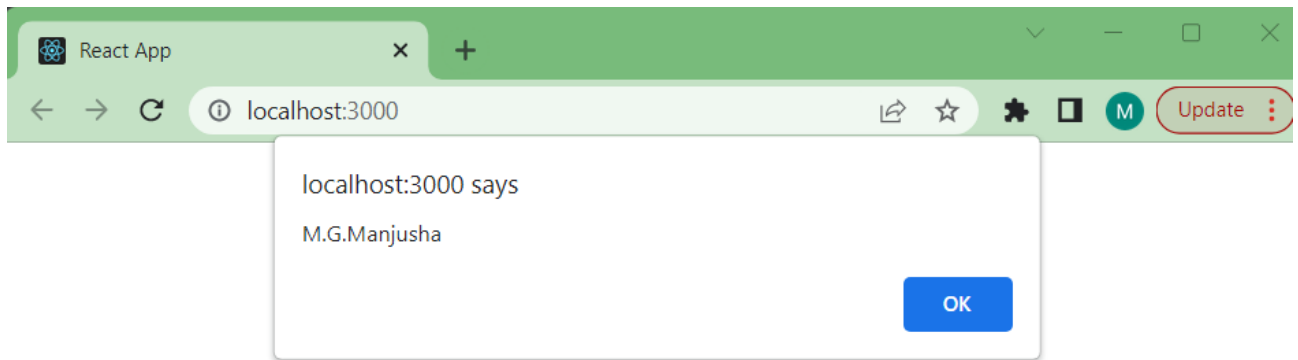 React App
localhost:3000
M
Update
localhost:3000 says
M.G.Manjusha
OK